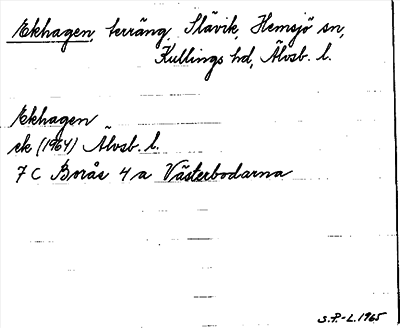 Ekhagen, terräng, Slävik, Hemsjö sn,
Kullings hd, Älvsb. l.
Ekhagen
ek (1964) Älvsb. l.
7 C Borås 4 a Västerbodarna
S.P-L. 1965